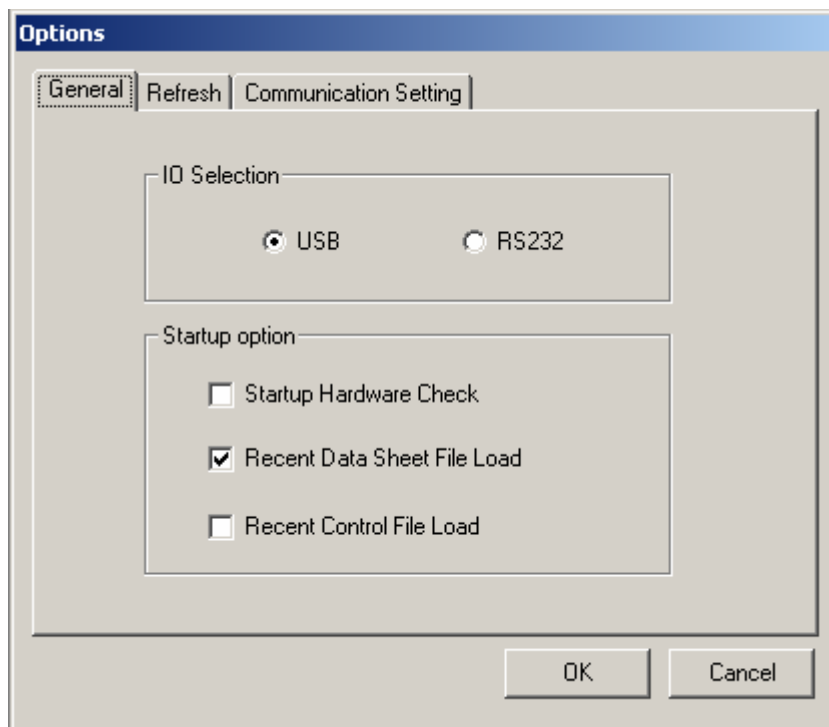 Options
General Refresh Communication Setting
IO Selection
USB RS232
Startup option
Startup Hardware Check
Recent Data Sheet File Load
Recent Control File Load
OK Cancel